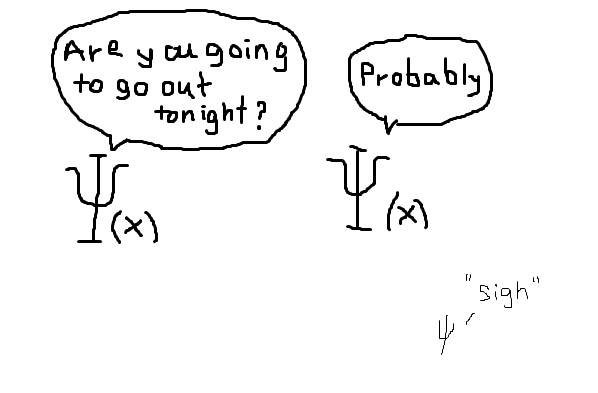 Are you going
to go out
tonight?
Probably
Ψ(x)
Ψ(x)
"sigh"
ψ